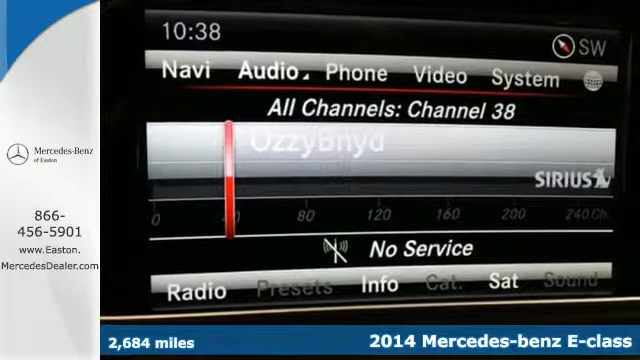 10:38
SW
Navi Audio Phone Video System
All Channels: Channel 38
OzzyBnyd
SIRIUS
0 40 80 120 160 200 240 Ch.
No Service
Radio Presets Info Cat. Sat Sound
Mercedes-Benz
of Easton
866-
456-5901
www.Easton.
MercedesDealer.com
2,684 miles
2014 Mercedes-benz E-class